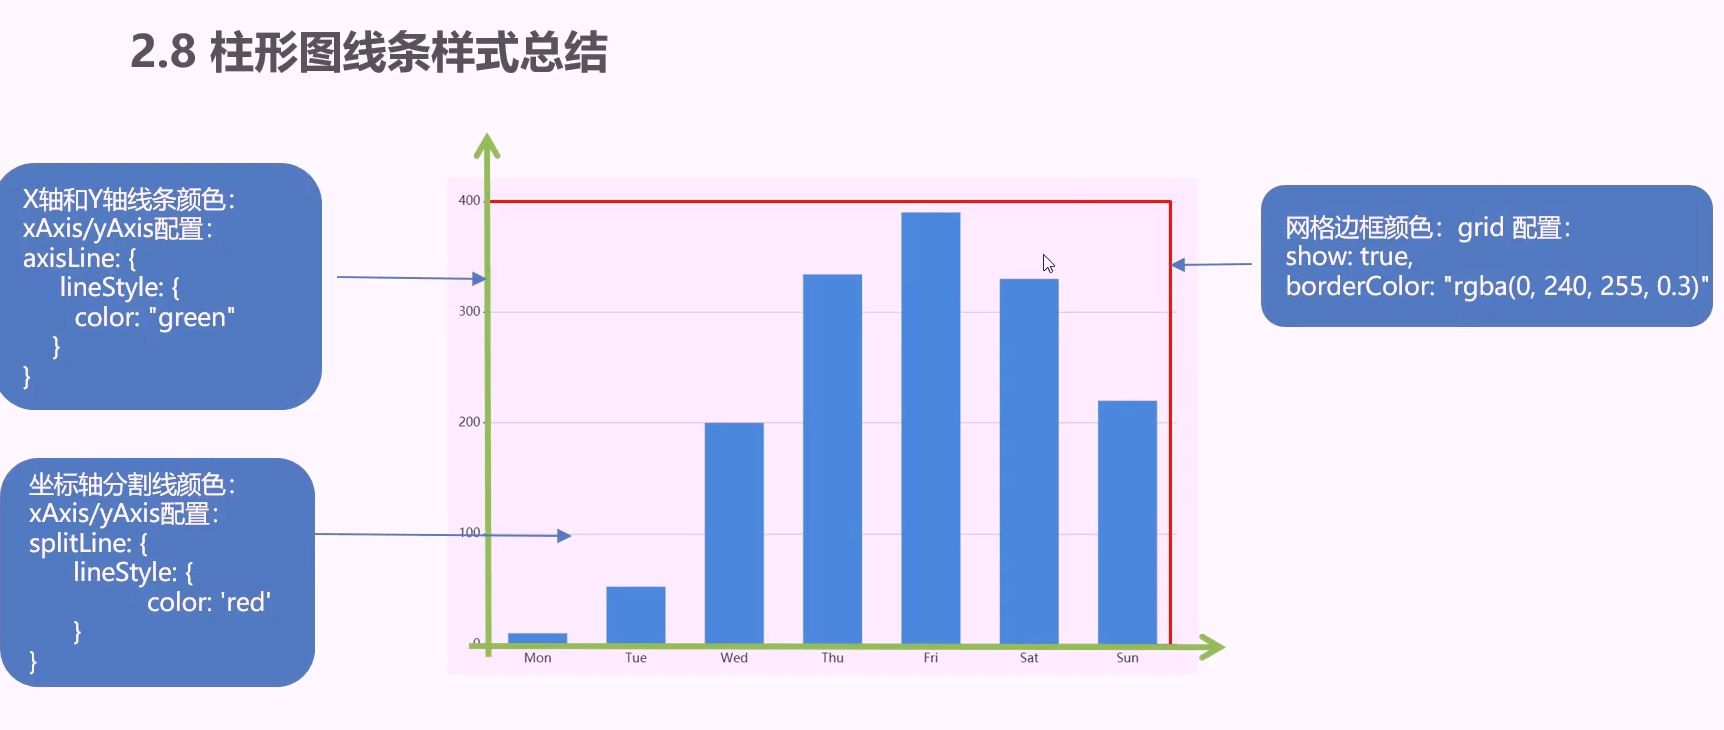 2.8 柱形图线条样式总结
X轴和Y轴线条颜色：
xAxis/yAxis配置：
axisLine: {
lineStyle: {
color: "green"
}
}
坐标轴分割线颜色：
xAxis/yAxis配置：
splitLine: {
lineStyle: {
color: 'red'
}
}
400
300
200
100
0
Mon Tue Wed Thu Fri Sat Sun
网格边框颜色：grid 配置：
show: true,
borderColor: "rgba(0, 240, 255, 0.3)"